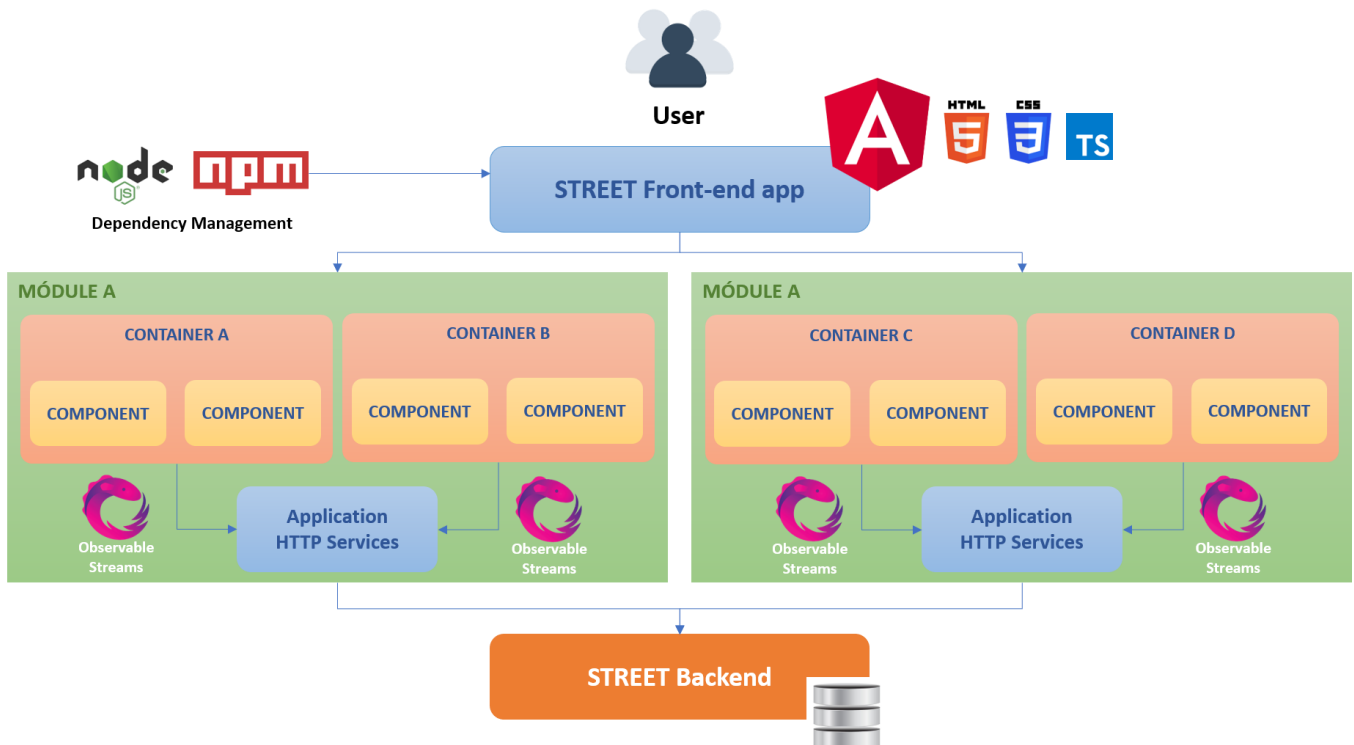 User
HTML
CSS
5
3
A
TS
node
JS
npm
STREET Front-end app
Dependency Management
MÓDULE A
MÓDULE A
CONTAINER A
CONTAINER B
CONTAINER C
CONTAINER D
COMPONENT
COMPONENT
COMPONENT
COMPONENT
COMPONENT
COMPONENT
COMPONENT
COMPONENT
Application
HTTP Services
Observable
Streams
Observable
Streams
Application
HTTP Services
Observable
Streams
Observable
Streams
STREET Backend